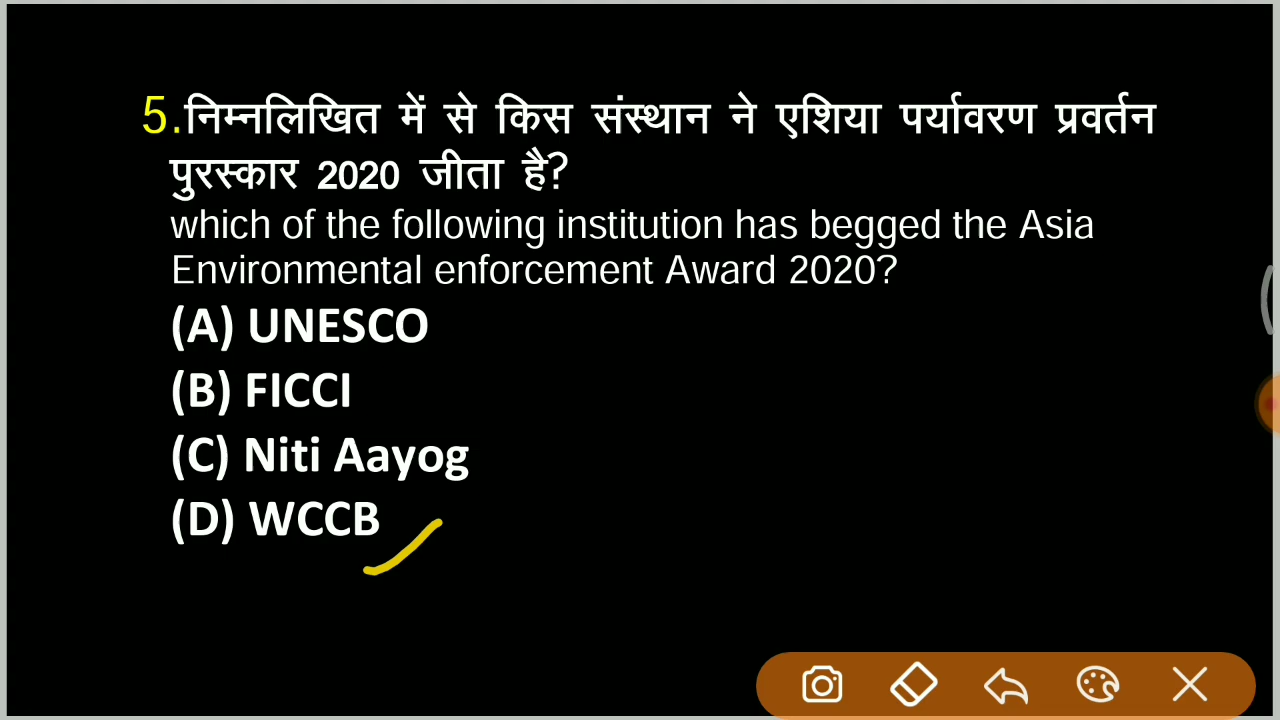 5.निम्नलिखित में से किस संस्थान ने एशिया पर्यावरण प्रवर्तन
पुरस्कार 2020 जीता है?
which of the following institution has begged the Asia
Environmental enforcement Award 2020?
(A) UNESCO
(B) FICCI
(C) Niti Aayog
(D) WCCB